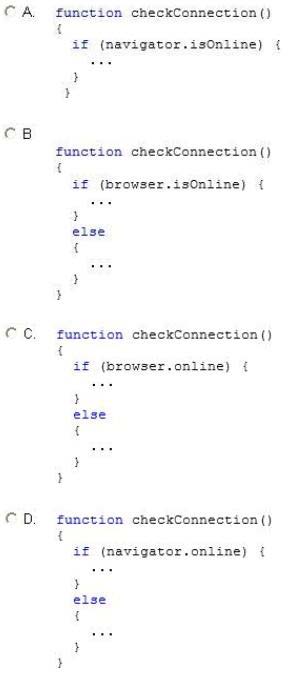 A. function checkConnection()
{
if (navigator.isOnline) {
...
}
}
B
function checkConnection()
{
if (browser.isOnline) {
...
}
else
{
...
}
}
C. function checkConnection()
{
if (browser.online) {
...
}
else
{
...
}
}
D. function checkConnection()
{
if (navigator.online) {
...
}
else
{
...
}
}